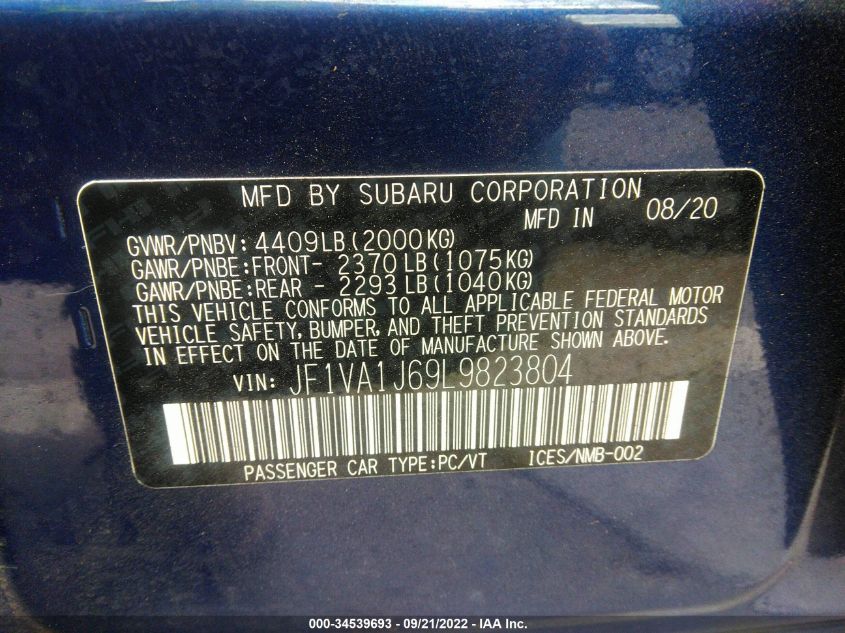 MFD BY SUBARU CORPORATION
MFD IN 08/20
GVWR/PNBV: 4409LB(2000KG)
GAWR/PNBE:FRONT- 2370LB(1075KG)
GAWR/PNBE:REAR - 2293LB(1040KG)
THIS VEHICLE CONFORMS TO ALL APPLICABLE FEDERAL MOTOR
VEHICLE SAFETY, BUMPER, AND THEFT PREVENTION STANDARDS
IN EFFECT ON THE DATE OF MANUFACTURE SHOWN ABOVE.
VIN: JF1VA1J69L9823804
PASSENGER CAR TYPE:PC/VT ICES/NMB-002
000-34539693 - 09/21/2022 - IAA Inc.